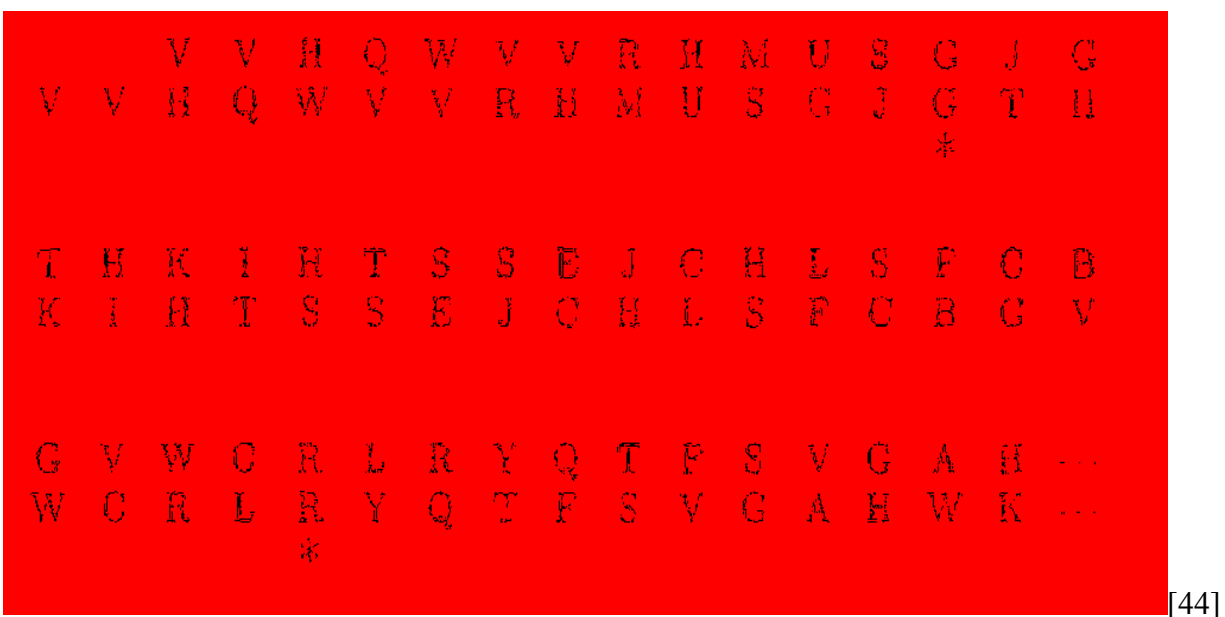 V V H Q W V V R H M U S G J G
V V H Q W V V R H M U S G J G T H
*
T H K I H T S S E J C H L S F C B
K I H T S S E J C H L S F C B G V
G V W C R L R Y Q T F S V G A H ...
W C R L R Y Q T F S V G A H W K ...
*
[44]